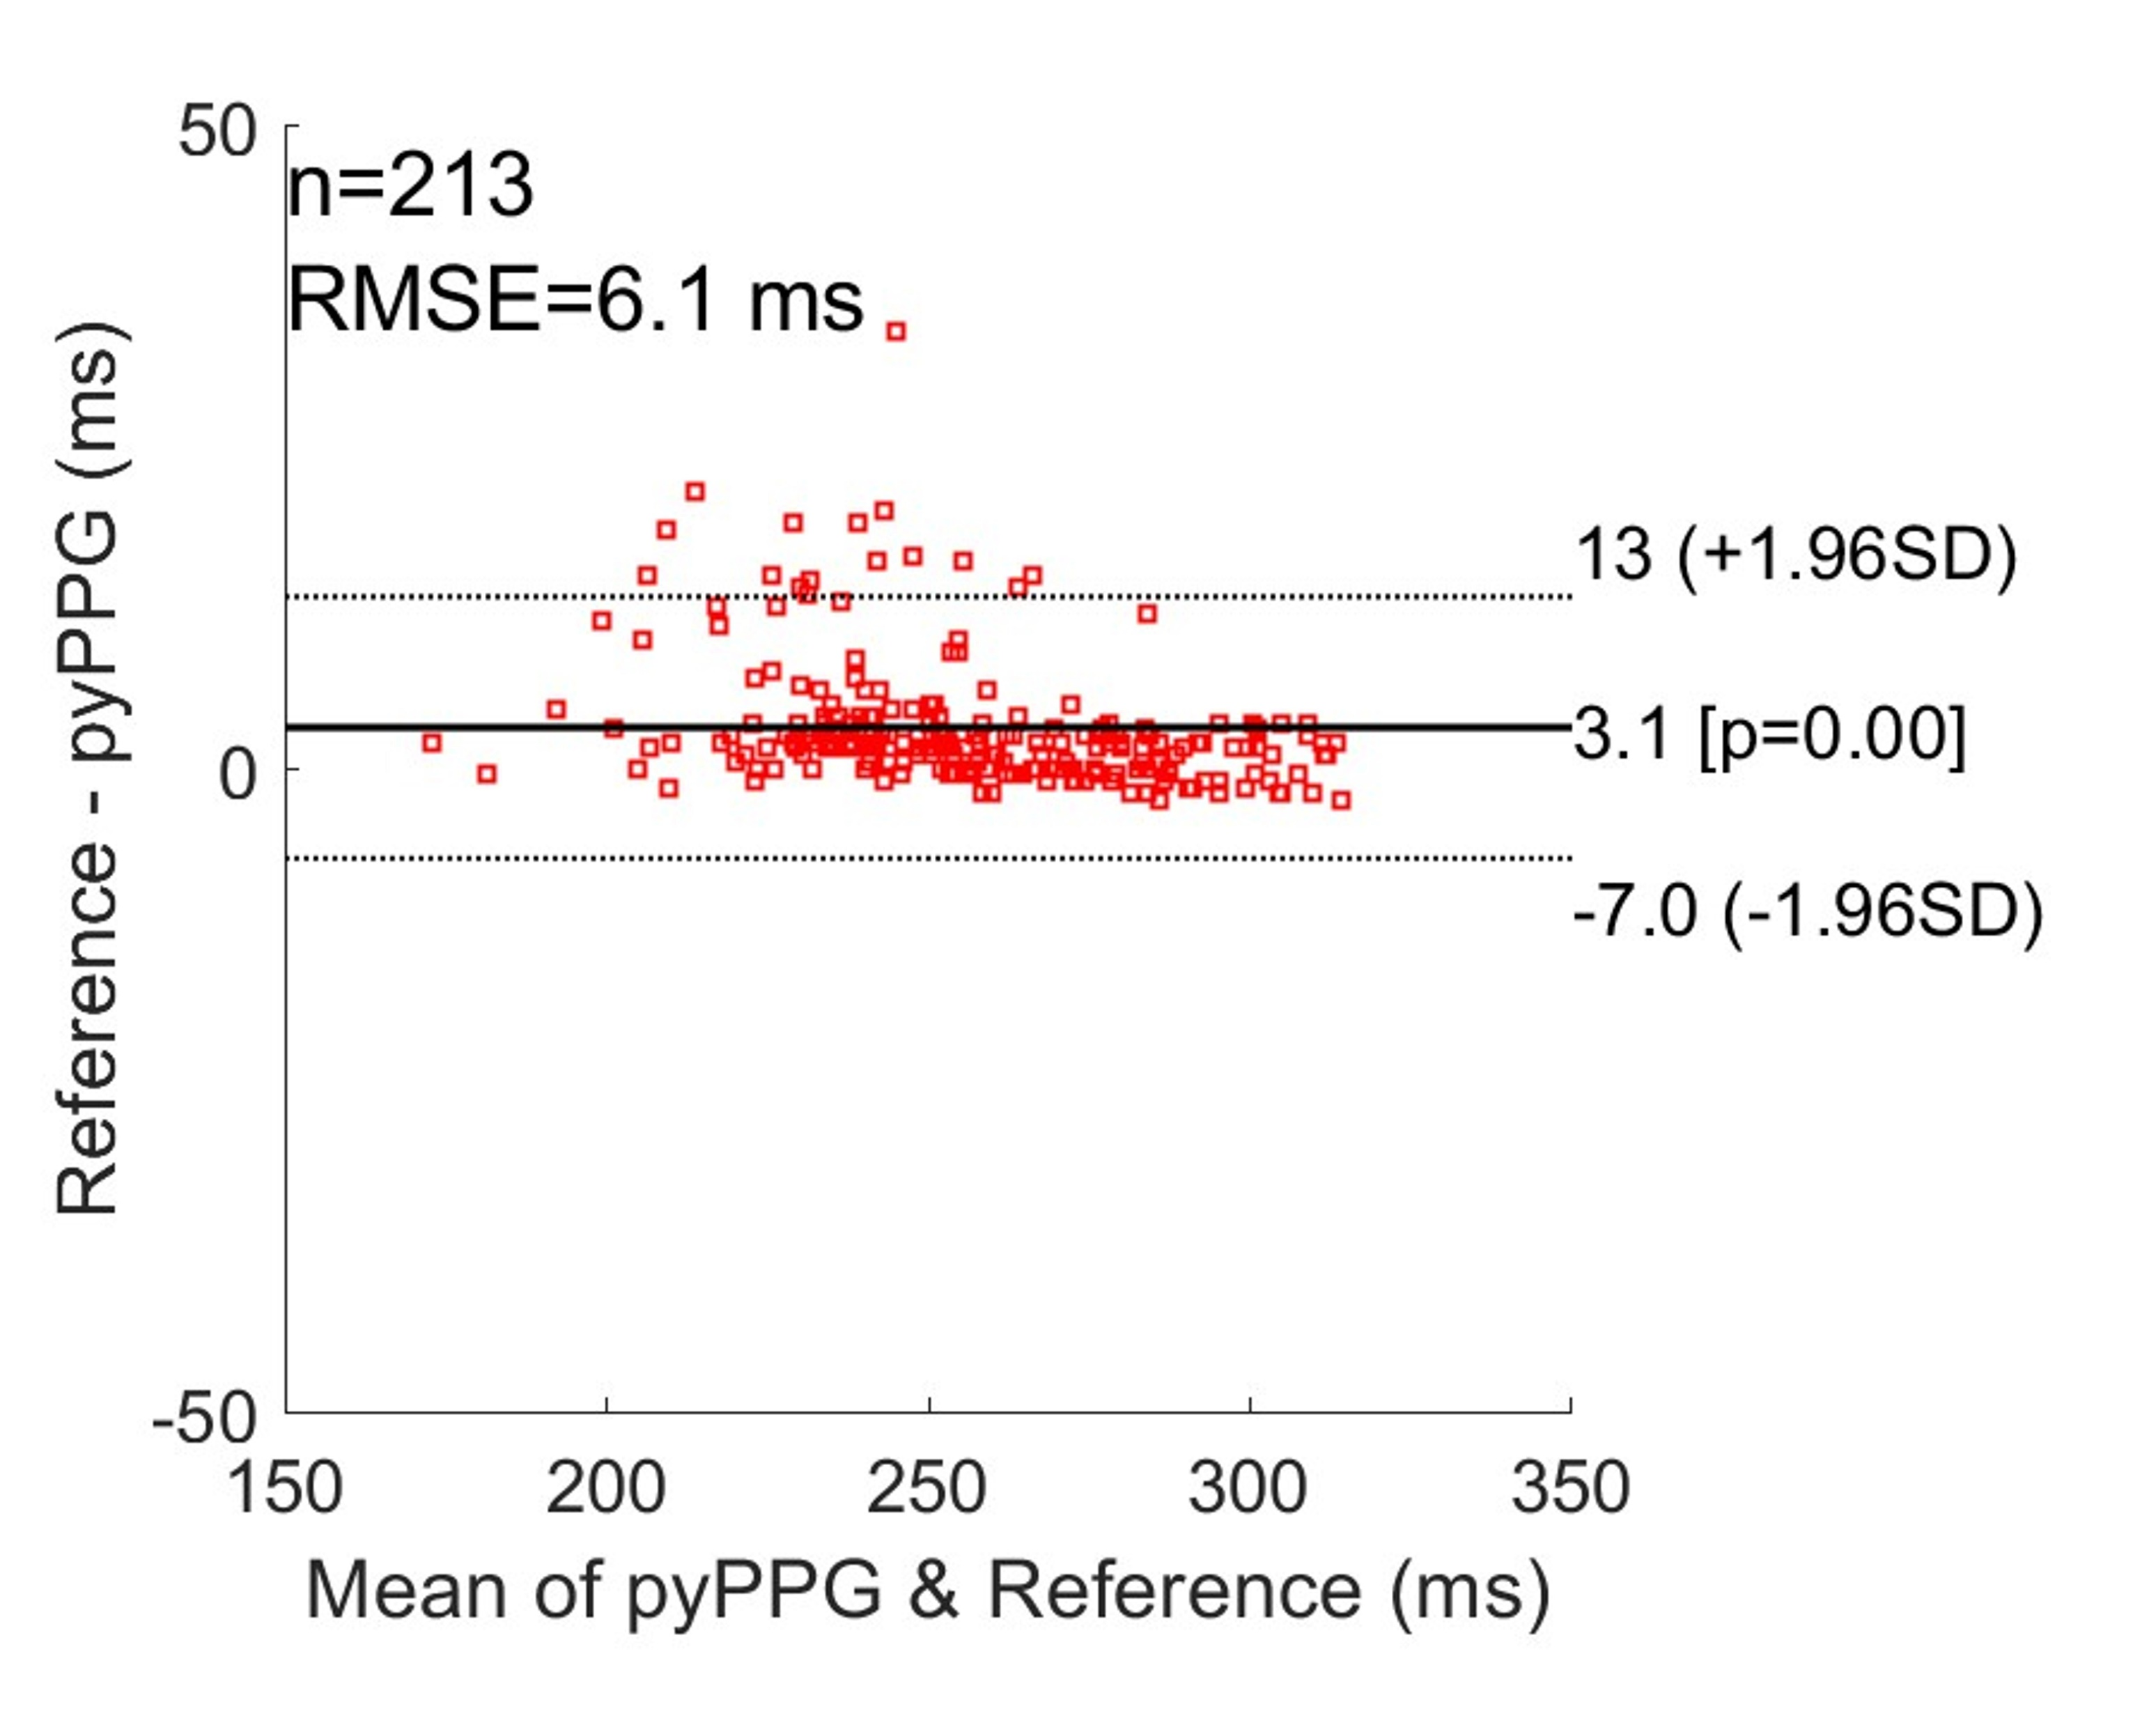 50
n=213
RMSE=6.1 ms
13 (+1.96SD)
3.1 [p=0.00]
0
-7.0 (-1.96SD)
-50
150 200 250 300 350
Mean of pyPPG & Reference (ms)
Reference - pyPPG (ms)